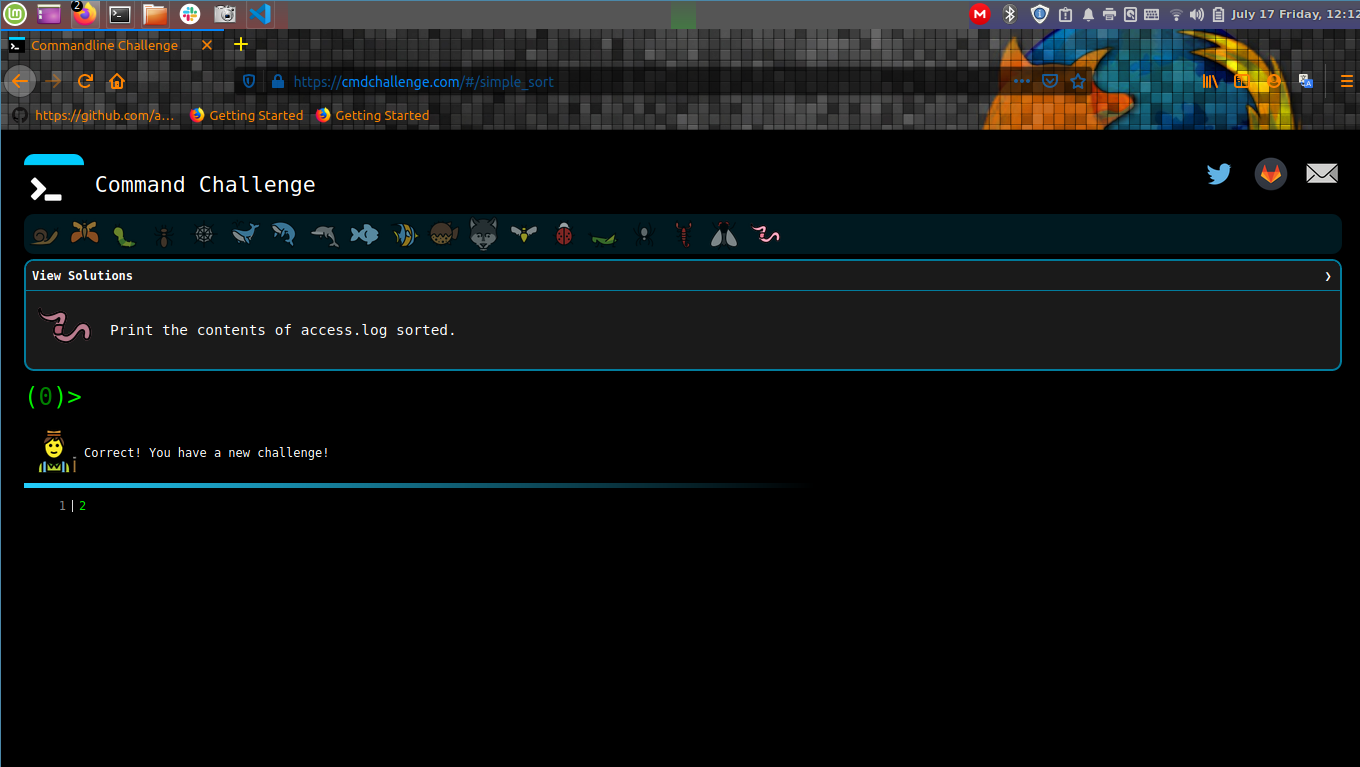 2
July 17 Friday, 12:12
Commandline Challenge
https://cmdchallenge.com/#/simple_sort
https://github.com/a…
Getting Started
Getting Started
Command Challenge
View Solutions
Print the contents of access.log sorted.
(0)>
Correct! You have a new challenge!
1 2